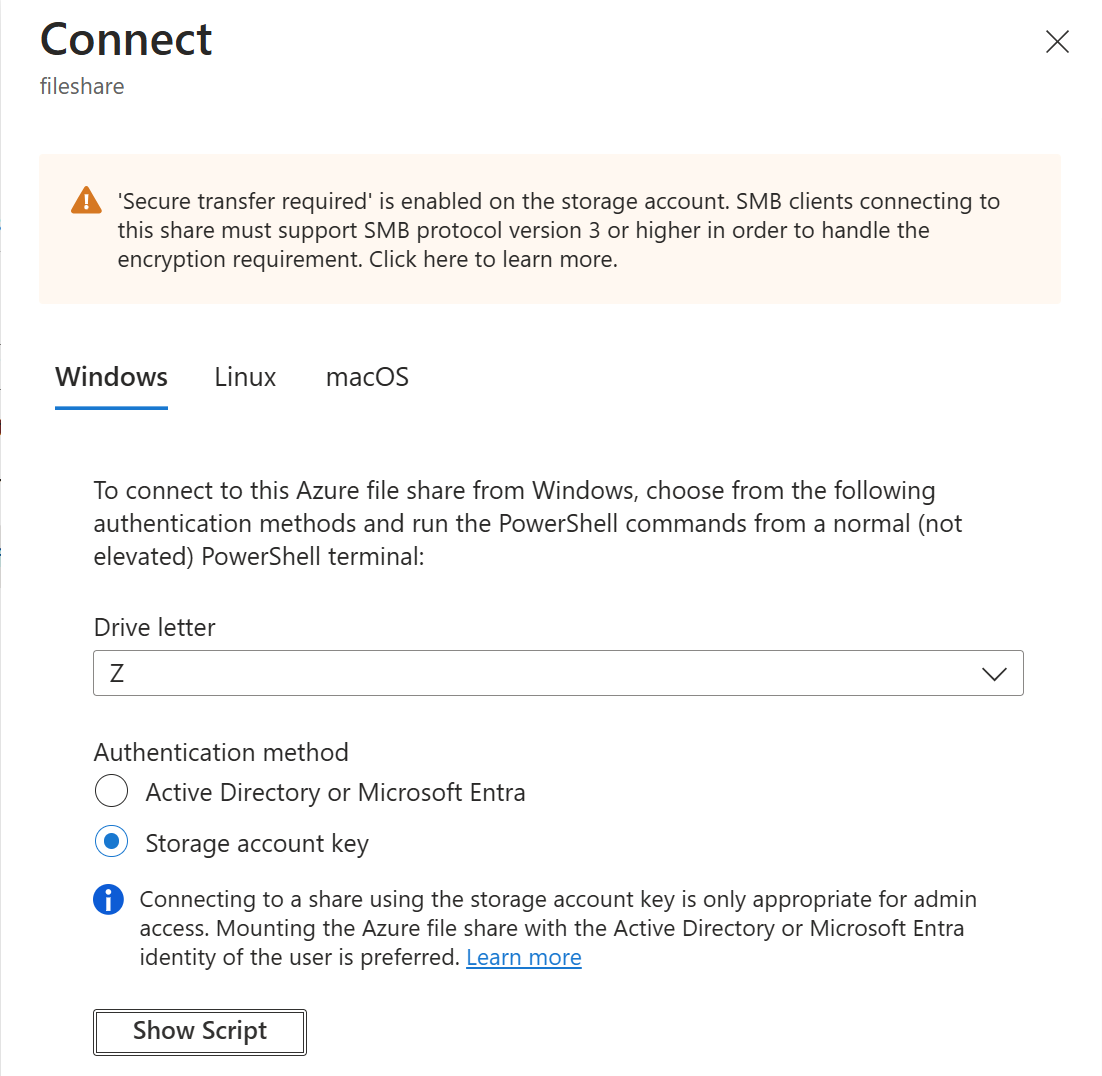 Connect
fileshare
'Secure transfer required' is enabled on the storage account. SMB clients connecting to
this share must support SMB protocol version 3 or higher in order to handle the
encryption requirement. Click here to learn more.
Windows Linux macOS
To connect to this Azure file share from Windows, choose from the following
authentication methods and run the PowerShell commands from a normal (not
elevated) PowerShell terminal:
Drive letter
Z
Authentication method
Active Directory or Microsoft Entra
Storage account key
Connecting to a share using the storage account key is only appropriate for admin
access. Mounting the Azure file share with the Active Directory or Microsoft Entra
identity of the user is preferred. Learn more
Show Script